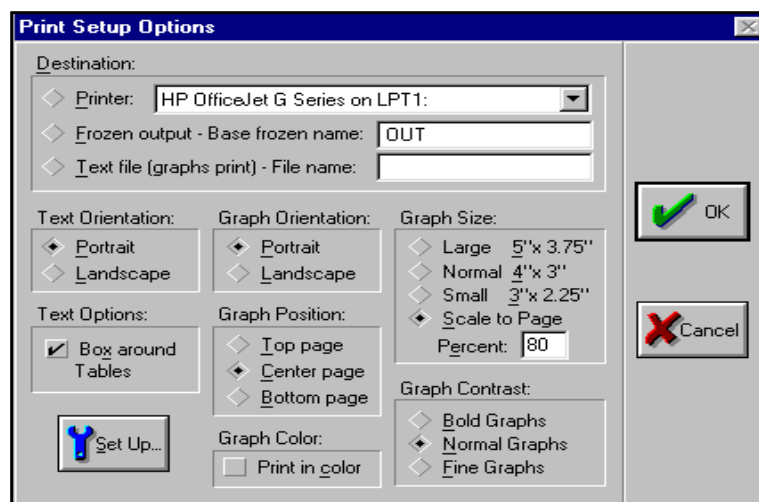 Print Setup Options
Destination:
Printer: HP OfficeJet G Series on LPT1:
Frozen output - Base frozen name: OUT
Text file (graphs print) - File name:
Text Orientation:
Portrait
Landscape
Graph Orientation:
Portrait
Landscape
Graph Size:
Large 5"x 3.75"
Normal 4"x 3"
Small 3"x 2.25"
Scale to Page
Percent: 80
Text Options:
Box around
Tables
Graph Position:
Top page
Center page
Bottom page
Graph Contrast:
Bold Graphs
Normal Graphs
Fine Graphs
Set Up...
Graph Color:
Print in color
OK
Cancel